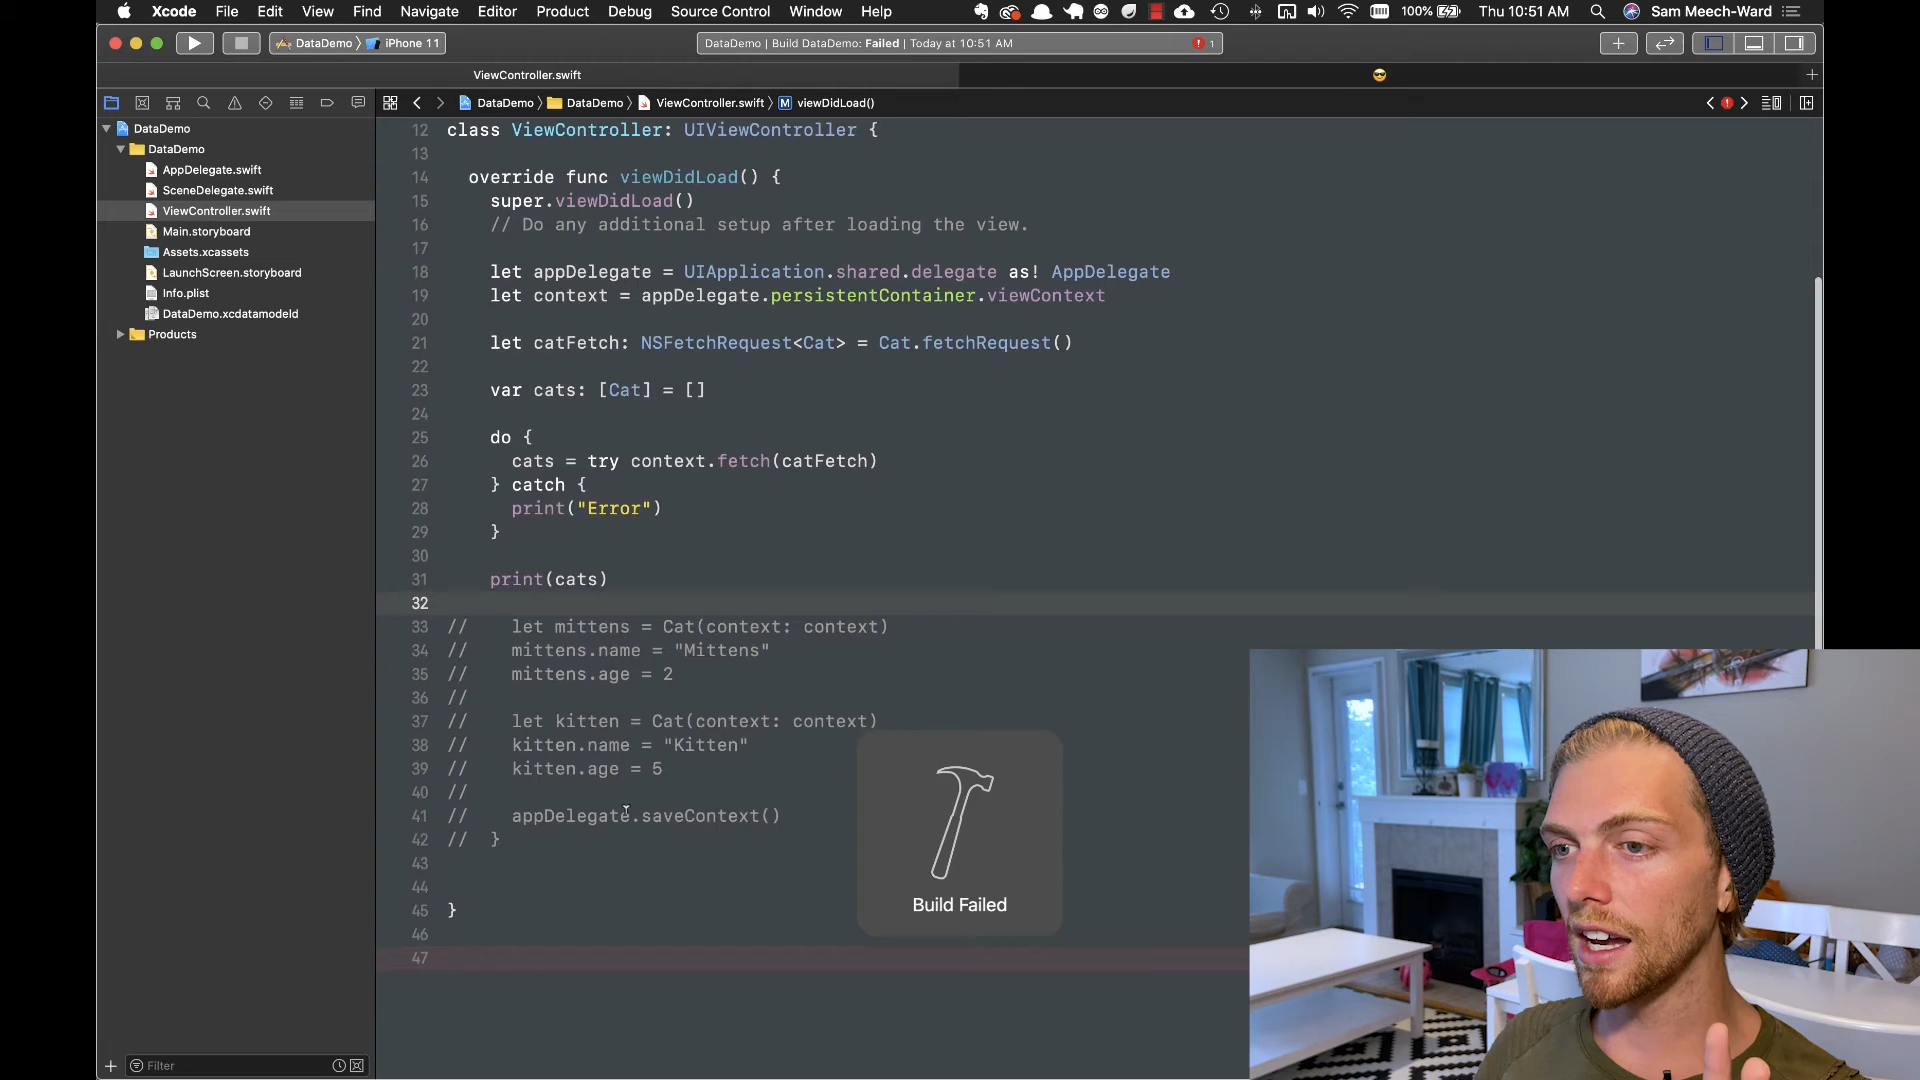 Xcode File Edit View Find Navigate Editor Product Debug Source Control Window Help 100% Thu 10:51 AM Sam Meech-Ward
DataDemo iPhone 11 DataDemo | Build DataDemo: Failed | Today at 10:51 AM 1
ViewController.swift
DataDemo DataDemo ViewController.swift M viewDidLoad()
DataDemo
DataDemo
AppDelegate.swift
SceneDelegate.swift
ViewController.swift
Main.storyboard
Assets.xcassets
LaunchScreen.storyboard
Info.plist
DataDemo.xcdatamodeld
Products
12 class ViewController: UIViewController {
13
14 override func viewDidLoad() {
15 super.viewDidLoad()
16 // Do any additional setup after loading the view.
17
18 let appDelegate = UIApplication.shared.delegate as! AppDelegate
19 let context = appDelegate.persistentContainer.viewContext
20
21 let catFetch: NSFetchRequest<Cat> = Cat.fetchRequest()
22
23 var cats: [Cat] = []
24
25 do {
26 cats = try context.fetch(catFetch)
27 } catch {
28 print("Error")
29 }
30
31 print(cats)
32
33 // let mittens = Cat(context: context)
34 // mittens.name = "Mittens"
35 // mittens.age = 2
36 //
37 // let kitten = Cat(context: context)
38 // kitten.name = "Kitten"
39 // kitten.age = 5
40 //
41 // appDelegate.saveContext()
42 // }
43
44
45 }
46
47
Build Failed
Filter